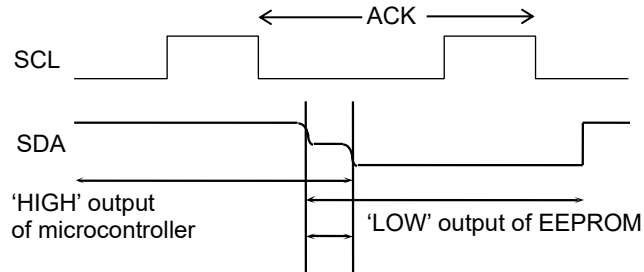 ACK
SCL
SDA
‘HIGH’ output
of microcontroller
‘LOW’ output of EEPROM